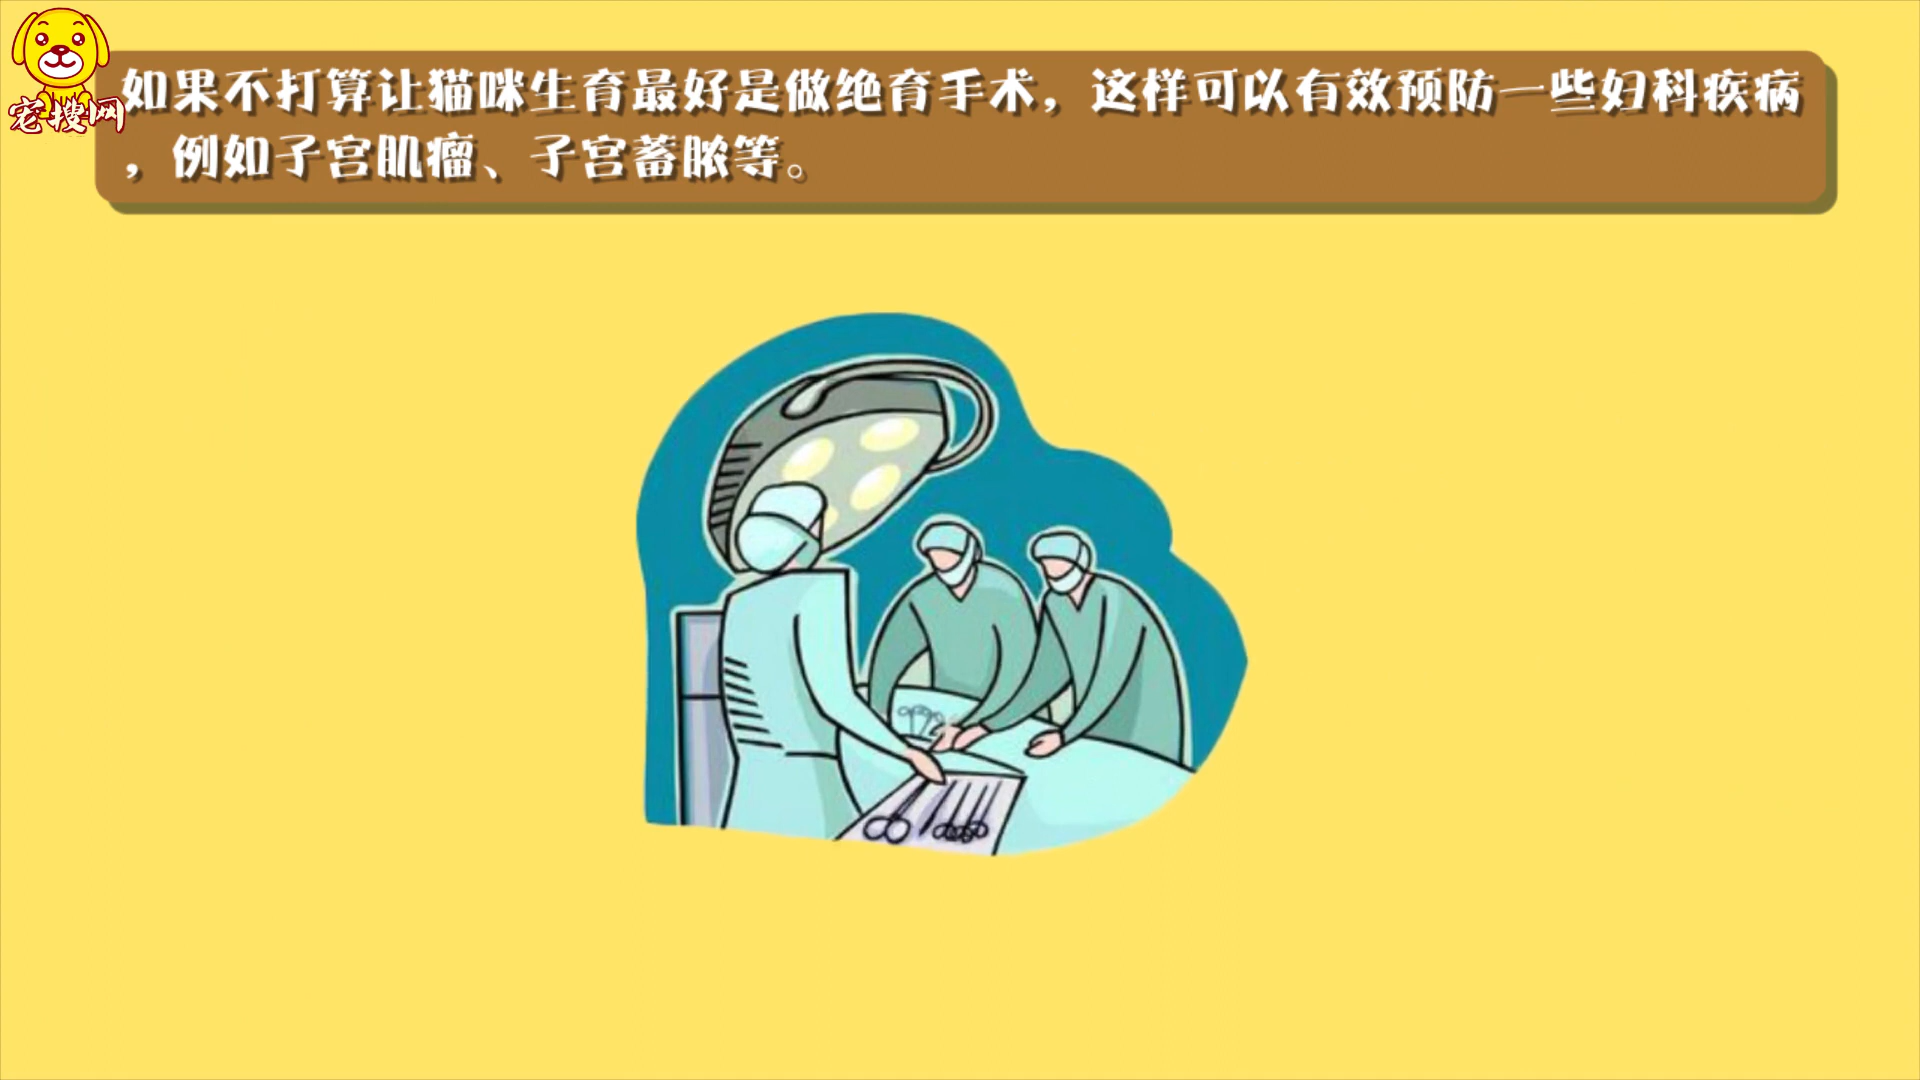 宠搜网
如果不打算让猫咪生育最好是做绝育手术，这样可以有效预防一些妇科疾病
，例如子宫肌瘤、子宫蓄脓等。